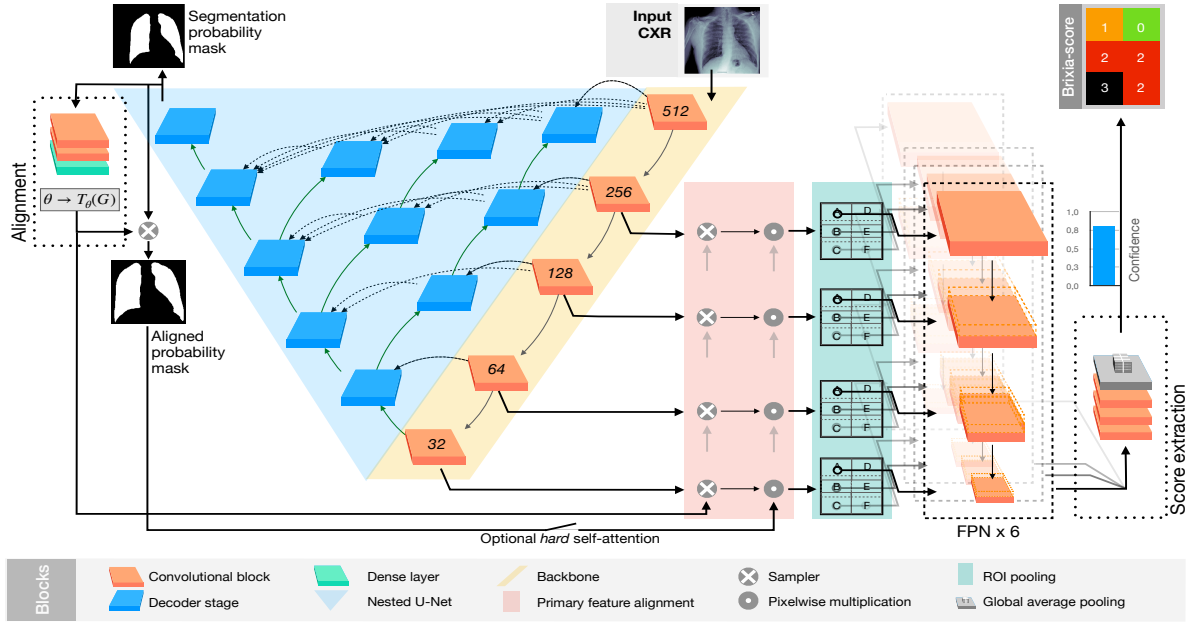 Segmentation
probability
mask
Input
CXR
Brixia-score
1 0
2 2
3 2
Alignment
θ → Tθ(G)
Aligned
probability
mask
512
256
128
64
32
A D
B E
C F
A D
B E
C F
A D
B E
C F
A D
B E
C F
1,0
0,8
0,5
0,3
0,0
Confidence
Score extraction
FPN x 6
Optional hard self-attention
Blocks
Convolutional block
Dense layer
Backbone
Sampler
ROI pooling
Decoder stage
Nested U-Net
Primary feature alignment
Pixelwise multiplication
Global average pooling